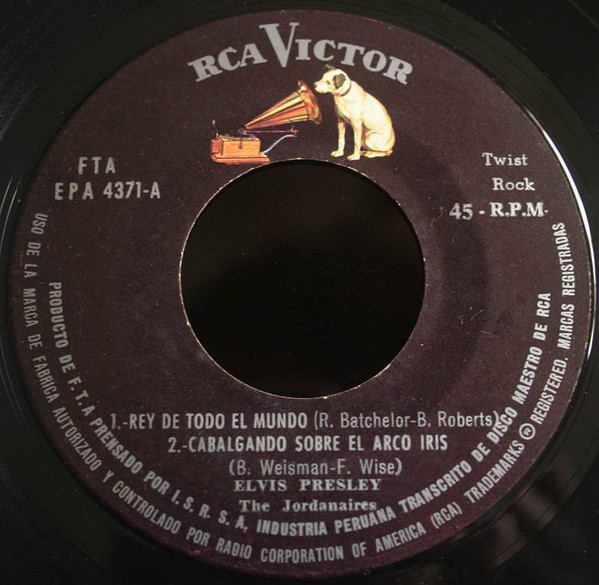 RCA VICTOR
FTA
EPA 4371-A
Twist
Rock
45 - R.P.M.
1.-REY DE TODO EL MUNDO (R. Batchelor-B. Roberts)
2.-CABALGANDO SOBRE EL ARCO IRIS
(B. Weisman-F. Wise)
ELVIS PRESLEY
The Jordanaires
PRODUCTO DE F.T.A PRENSADO POR I.S.R.S.A. INDUSTRIA PERUANA TRANSCRITO DE DISCO MAESTRO DE RCA
USO DE LA MARCA DE FABRICA AUTORIZADO Y CONTROLADO POR RADIO CORPORATION OF AMERICA (RCA) TRADEMARKS ® REGISTERED. MARCAS REGISTRADAS